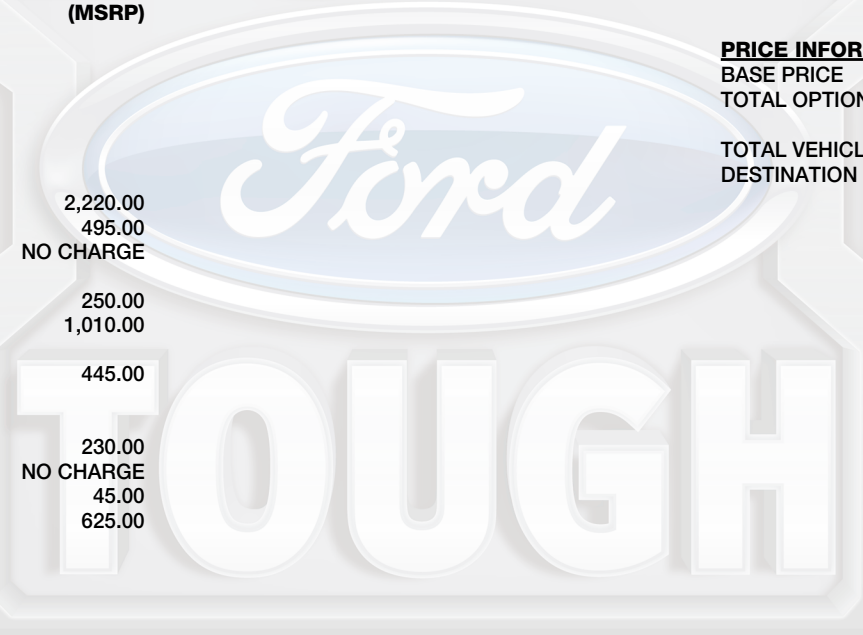 (MSRP)
2,220.00
495.00
NO CHARGE
250.00
1,010.00
445.00
230.00
NO CHARGE
45.00
625.00
PRICE INFOR
BASE PRICE
TOTAL OPTION
TOTAL VEHICL
DESTINATION
Ford
TOUGH